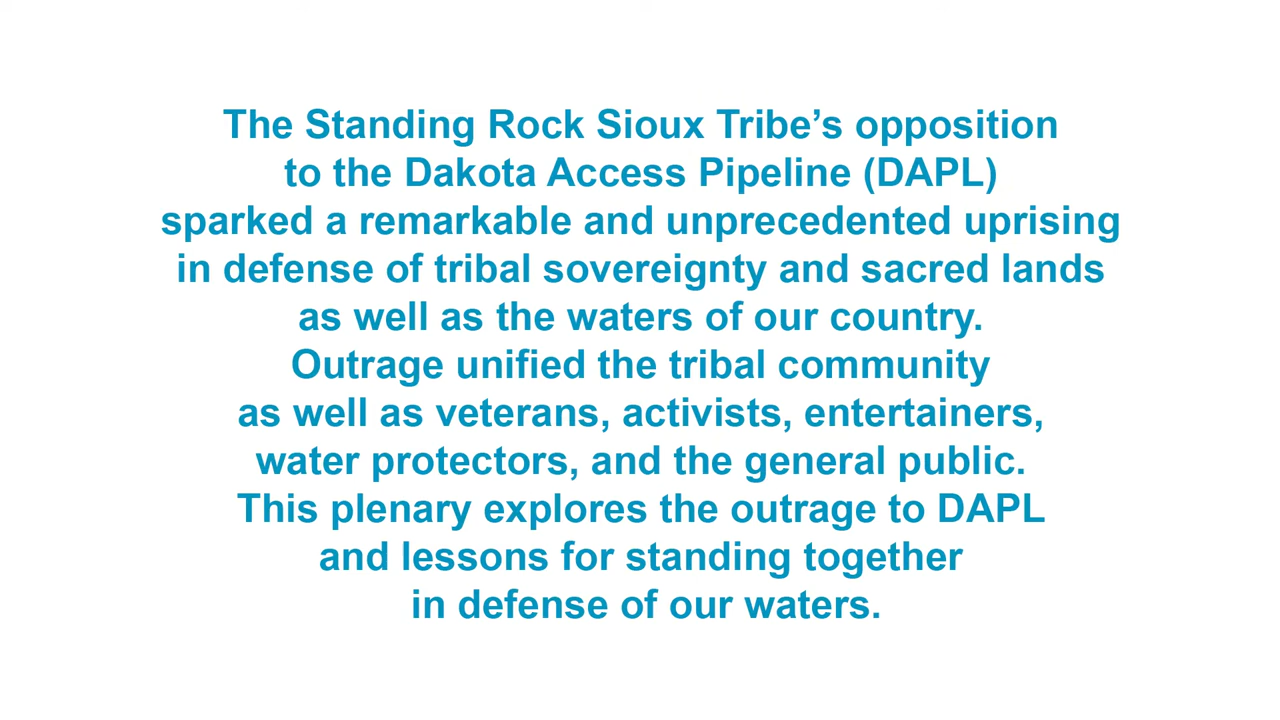 The Standing Rock Sioux Tribe’s opposition
to the Dakota Access Pipeline (DAPL)
sparked a remarkable and unprecedented uprising
in defense of tribal sovereignty and sacred lands
as well as the waters of our country.
Outrage unified the tribal community
as well as veterans, activists, entertainers,
water protectors, and the general public.
This plenary explores the outrage to DAPL
and lessons for standing together
in defense of our waters.